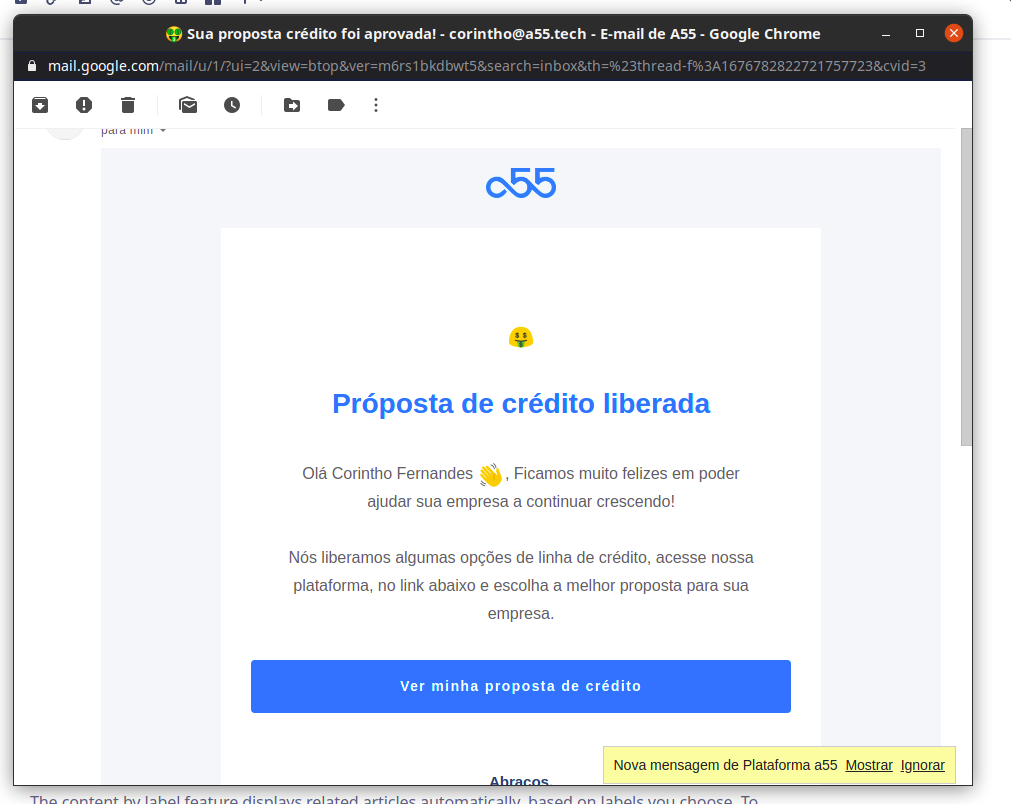 🤑 Sua proposta crédito foi aprovada! - corintho@a55.tech - E-mail de A55 - Google Chrome
mail.google.com/mail/u/1/?ui=2&view=btop&ver=m6rs1bkdbwt5&search=inbox&th=%23thread-f%3A1676782822721757723&cvid=3
para mim
a55
🤑
Próposta de crédito liberada
Olá Corintho Fernandes 👋, Ficamos muito felizes em poder
ajudar sua empresa a continuar crescendo!
Nós liberamos algumas opções de linha de crédito, acesse nossa
plataforma, no link abaixo e escolha a melhor proposta para sua
empresa.
Ver minha proposta de crédito
Nova mensagem de Plataforma a55 Mostrar Ignorar
Abraços
The content by label feature displays related articles automatically, based on labels you choose. To